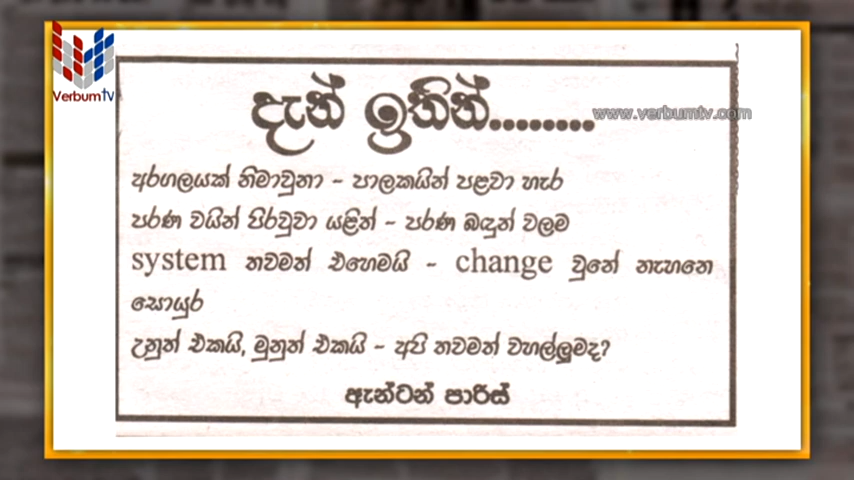 VerbumTV
දැන් ඉතින්........
www.verbumtv.com
අරගලයක් නිමාවුනා - පාලකයින් පළවා හැර
පරණ වයින් පිරවූවා යළිත් - පරණ බඳුන් වලම
system තවමත් එහෙමයි - change වුනේ නැහනෙ
සොයුර
උනුත් එකයි, මුනුත් එකයි - අපි තවමත් වහල්ලුමද?
ඇන්ටන් පාරිස්